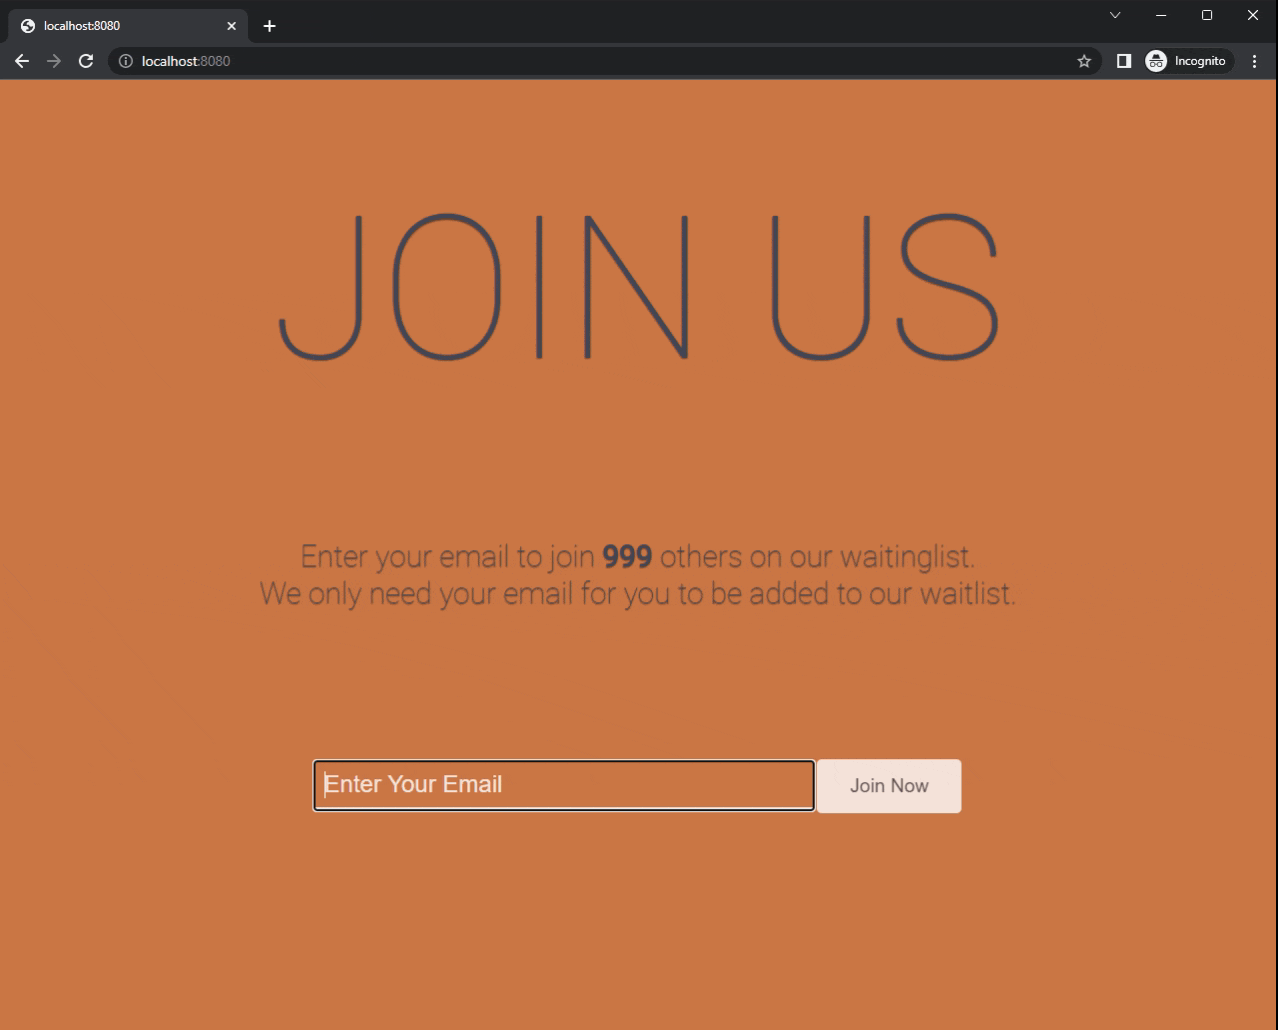 localhost:8080
localhost:8080
Incognito
JOIN US
Enter your email to join 999 others on our waitinglist.
We only need your email for you to be added to our waitlist.
Enter Your Email
Join Now